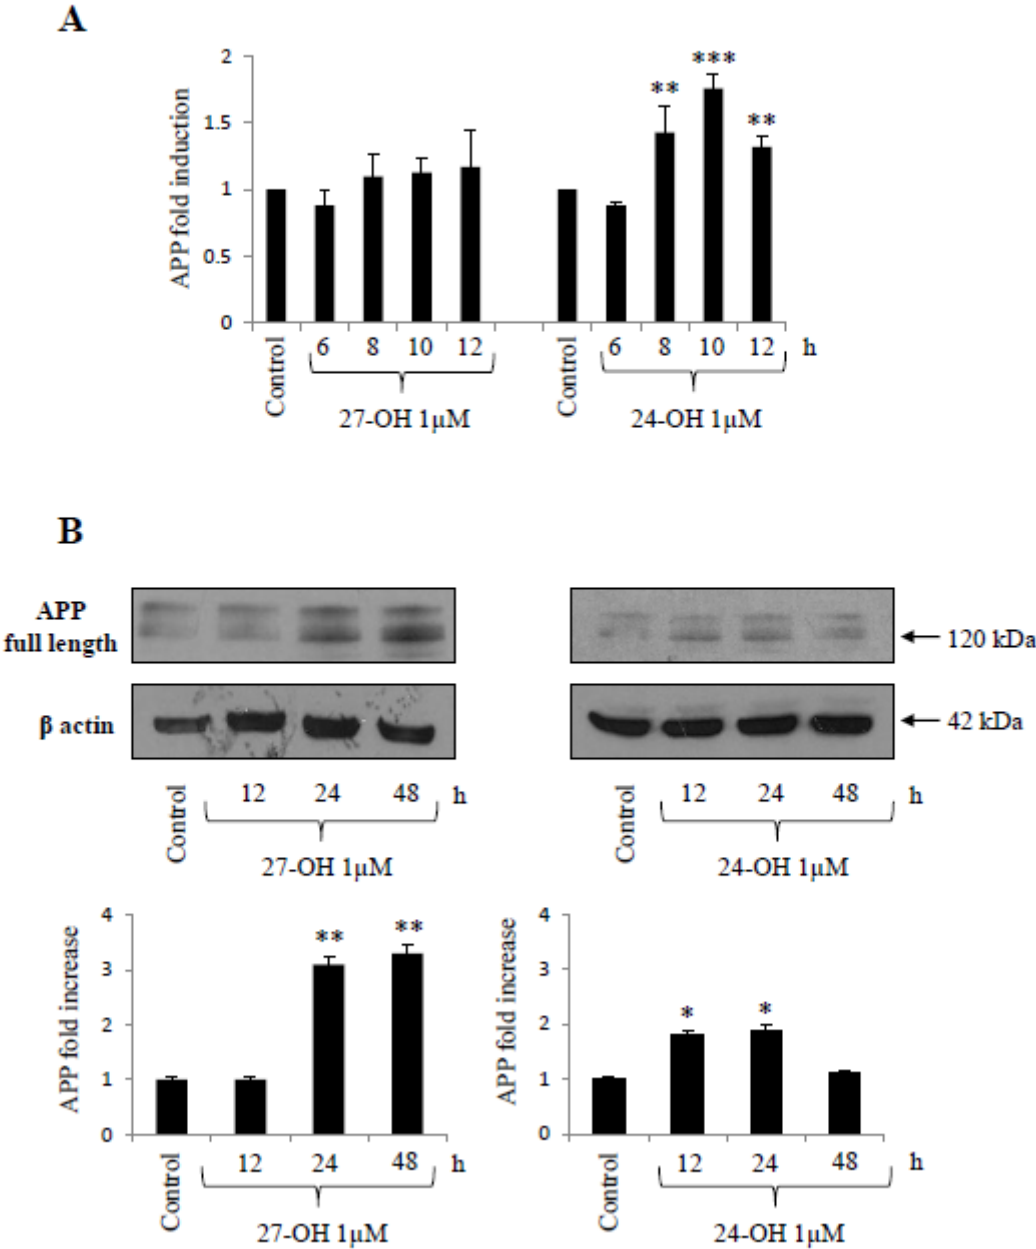 A
APP fold induction
2
1.5
1
0.5
0
** *** **
Control 6 8 10 12 Control 6 8 10 12 h
27-OH 1μM 24-OH 1μM
B
APP
full length
120 kDa
β actin
42 kDa
Control 12 24 48 h
27-OH 1μM
Control 12 24 48 h
24-OH 1μM
APP fold increase
4
3
2
1
0
** **
Control 12 24 48 h
27-OH 1μM
APP fold increase
4
3
2
1
0
* *
Control 12 24 48 h
24-OH 1μM